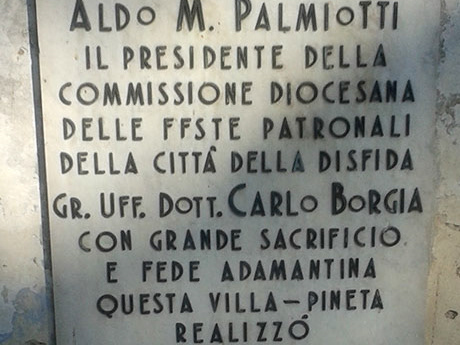 ALDO M. PALMIOTTI
IL PRESIDENTE DELLA
COMMISSIONE DIOCESANA
DELLE FFSTE PATRONALI
DELLA CITTÀ DELLA DISFIDA
GR. UFF. DOTT. CARLO BORGIA
CON GRANDE SACRIFICIO
E FEDE ADAMANTINA
QUESTA VILLA-PINETA
REALIZZÒ